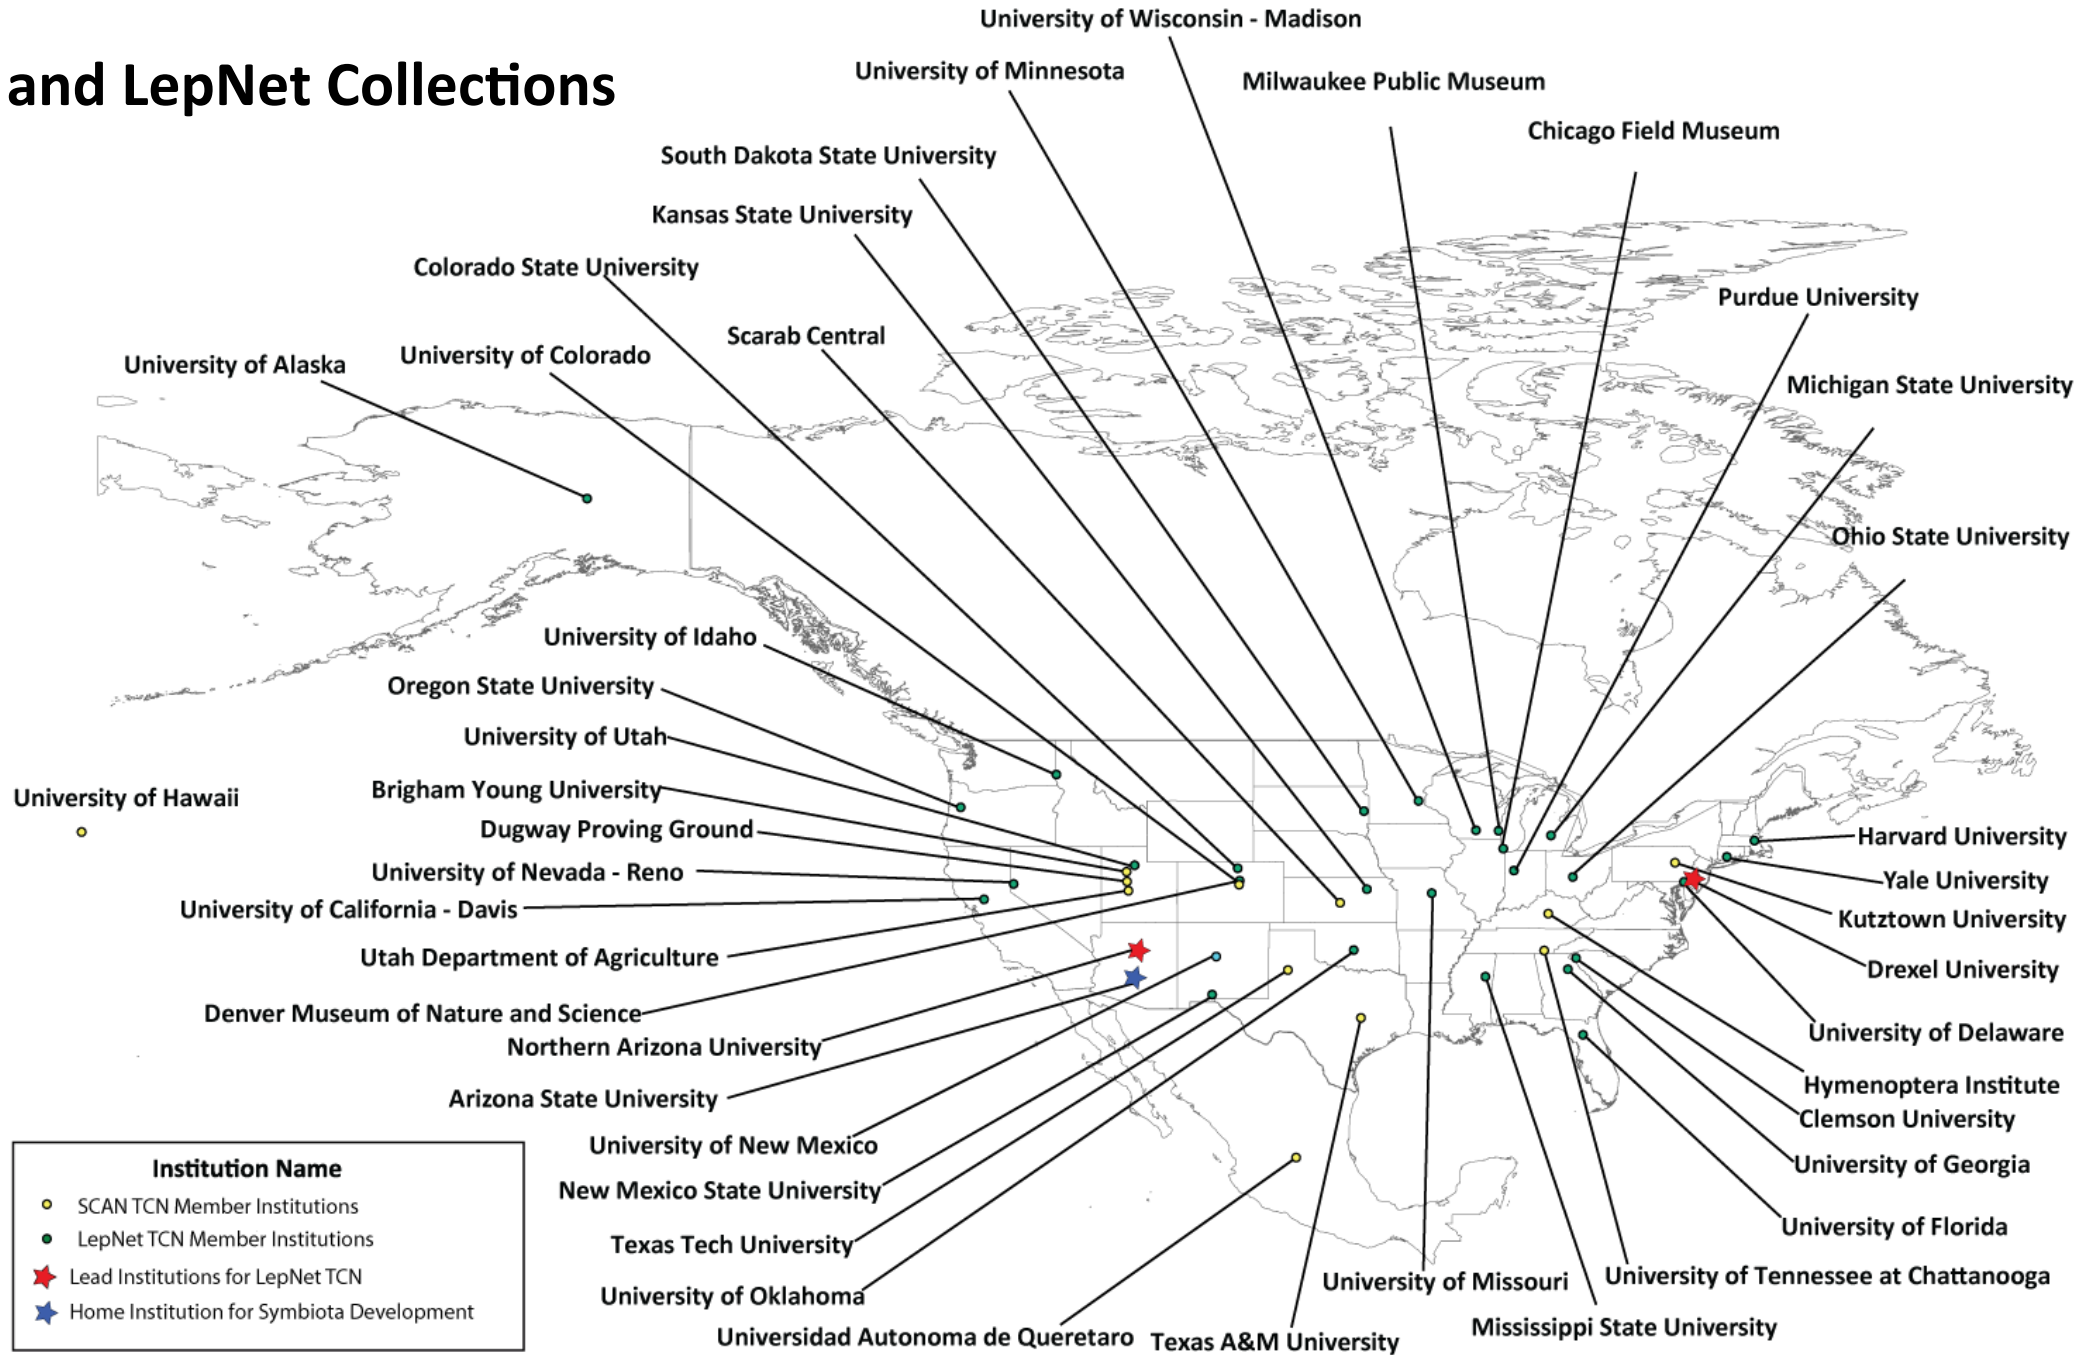 University of Wisconsin - Madison
and LepNet Collections
University of Minnesota
Milwaukee Public Museum
Chicago Field Museum
South Dakota State University
Kansas State University
Colorado State University
Purdue University
Scarab Central
University of Colorado
University of Alaska
Michigan State University
Ohio State University
University of Idaho
Oregon State University
University of Utah
Brigham Young University
University of Hawaii
Dugway Proving Ground
Harvard University
University of Nevada - Reno
Yale University
University of California - Davis
Kutztown University
Utah Department of Agriculture
Drexel University
Denver Museum of Nature and Science
University of Delaware
Northern Arizona University
Hymenoptera Institute
Arizona State University
Clemson University
University of New Mexico
University of Georgia
New Mexico State University
University of Florida
Texas Tech University
University of Missouri
University of Tennessee at Chattanooga
University of Oklahoma
Mississippi State University
Universidad Autonoma de Queretaro
Texas A&M University
Institution Name
SCAN TCN Member Institutions
LepNet TCN Member Institutions
Lead Institutions for LepNet TCN
Home Institution for Symbiota Development